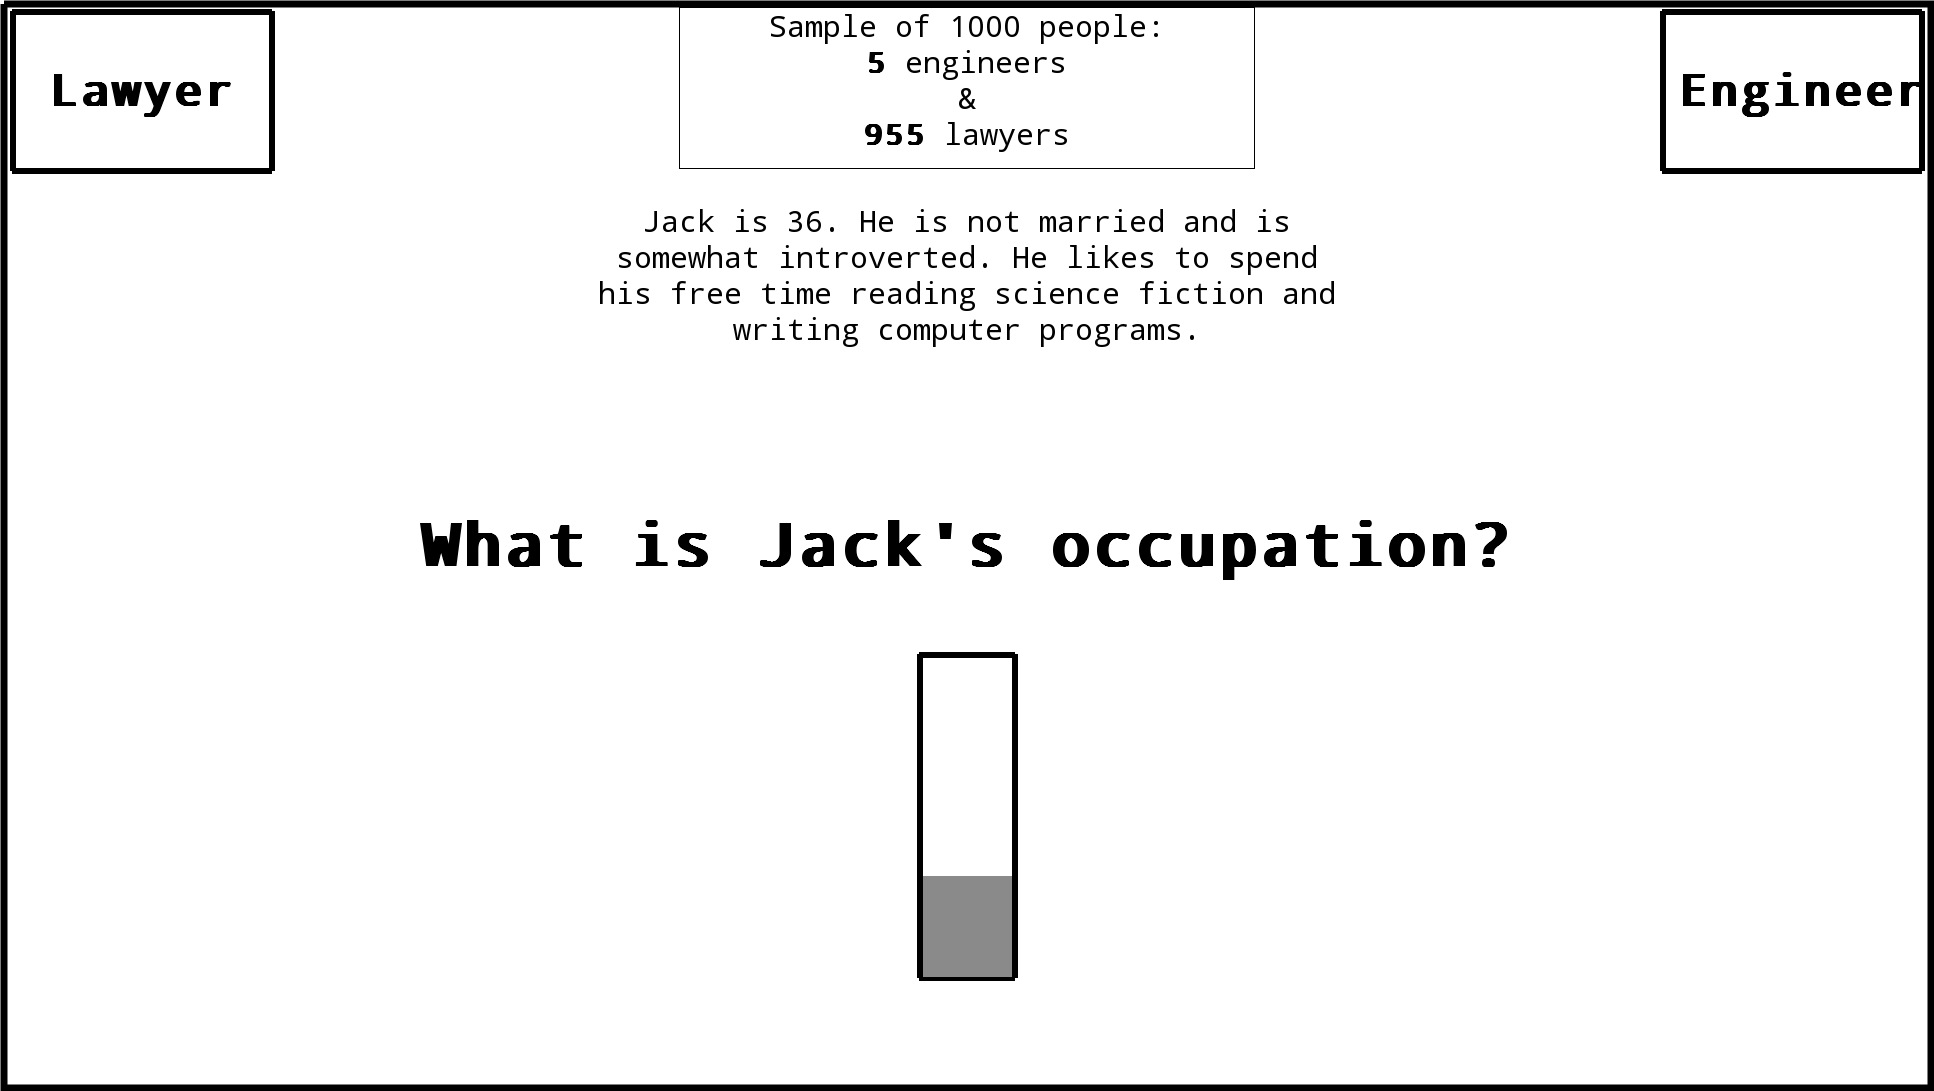 Lawyer
Sample of 1000 people:
5 engineers
&
955 lawyers
Engineer
Jack is 36. He is not married and is
somewhat introverted. He likes to spend
his free time reading science fiction and
writing computer programs.
What is Jack's occupation?